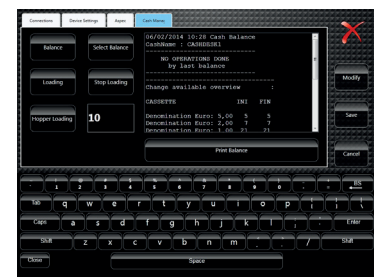 Connections Device Settings Aspec Cash Menu
Balance
Select Balance
Loading
Stop Loading
Hopper Loading
10
06/02/2014 10:28 Cash Balance
CashName : CASHDESK1
------------------------------
NO OPERATIONS DONE
by last balance
------------------------------
Change available overview :
CASSETTE INI FIN
Denomination Euro: 5,00 5 5
Denomination Euro: 2,00 7 7
Denomination Euro: 1,00 21 21
Print Balance
Modify
Save
Cancel
1 2 3 4 5 6 7 8 9 0 BS
Tab q w e r t y u i o p [ ] \
Caps a s d f g h j k l ; Enter
Shift z x c v b n m , . / Shift
Close Space